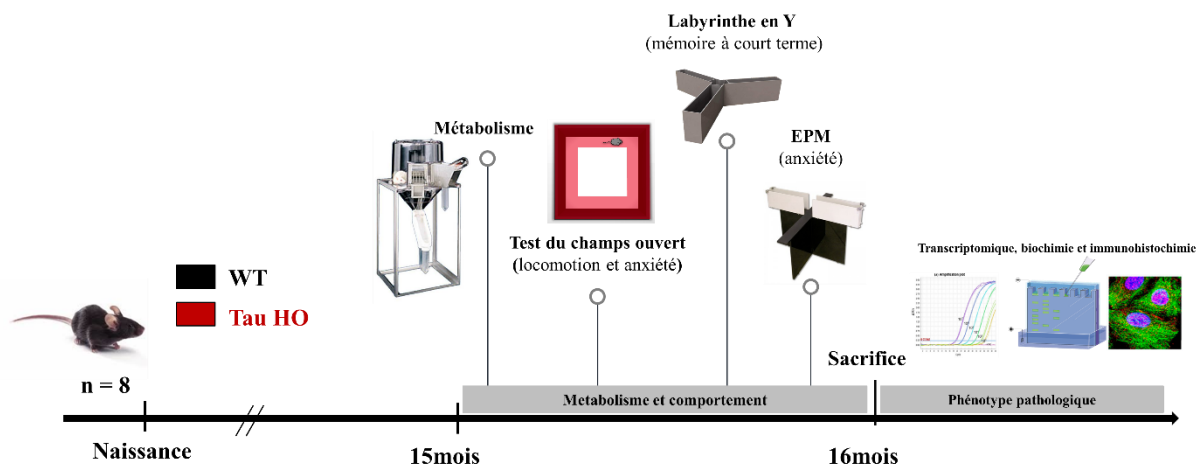 Labyrinthe en Y
(mémoire à court terme)
Métabolisme
EPM
(anxiété)
Test du champs ouvert
(locomotion et anxiété)
Transcriptomique, biochimie et immunohistochimie
WT
Tau HO
Sacrifice
n = 8
Metabolisme et comportement
Phénotype pathologique
Naissance
15mois
16mois